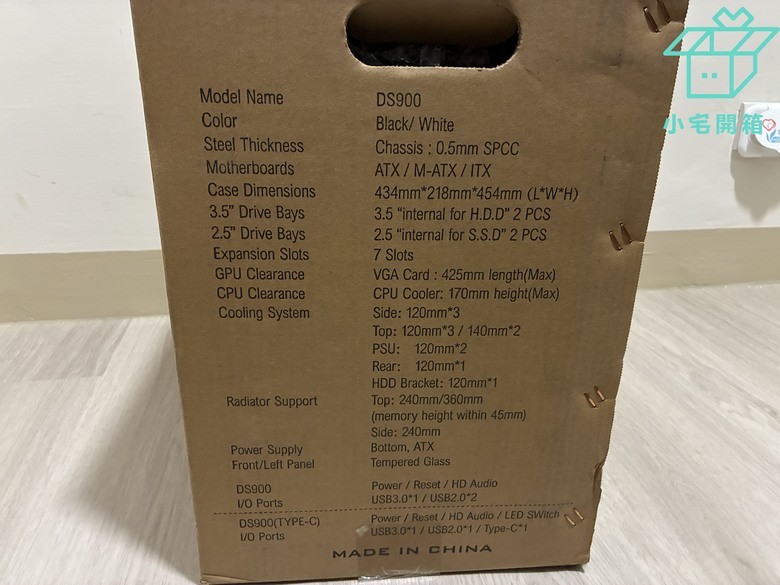 小宅開箱
Model Name DS900
Color Black/ White
Steel Thickness Chassis : 0.5mm SPCC
Motherboards ATX / M-ATX / ITX
Case Dimensions 434mm*218mm*454mm (L*W*H)
3.5” Drive Bays 3.5 “internal for H.D.D” 2 PCS
2.5” Drive Bays 2.5 “internal for S.S.D” 2 PCS
Expansion Slots 7 Slots
GPU Clearance VGA Card : 425mm length(Max)
CPU Clearance CPU Cooler: 170mm height(Max)
Cooling System Side: 120mm*3
Top: 120mm*3 / 140mm*2
PSU: 120mm*2
Rear: 120mm*1
HDD Bracket: 120mm*1
Radiator Support Top: 240mm/360mm
(memory height within 45mm)
Side: 240mm
Power Supply Bottom, ATX
Front/Left Panel Tempered Glass
DS900 Power / Reset / HD Audio
I/O Ports USB3.0*1 / USB2.0*2
DS900(TYPE-C) Power / Reset / HD Audio / LED SWitch
I/O Ports USB3.0*1 / USB2.0*1 / Type-C*1
MADE IN CHINA